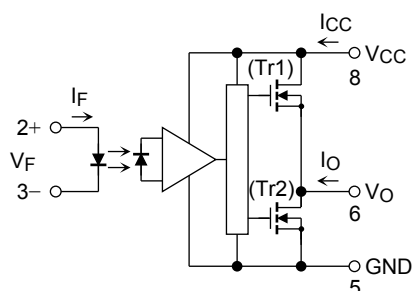 ICC
VCC
8
(Tr1)
IF
2+
VF
3−
IO
VO
6
(Tr2)
GND
5